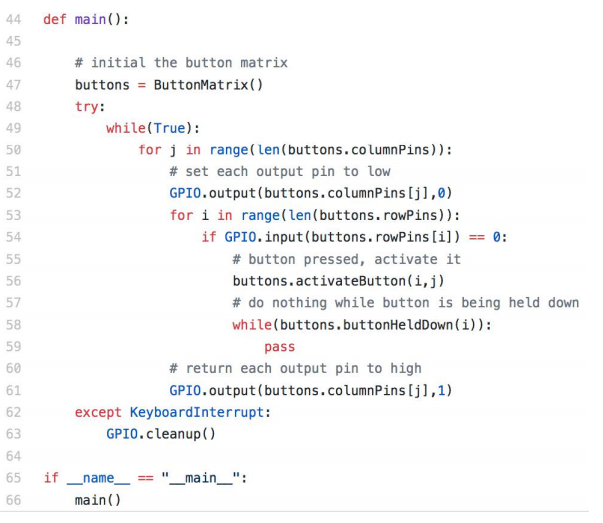 44 def main():
45
46     # initial the button matrix
47     buttons = ButtonMatrix()
48     try:
49         while(True):
50             for j in range(len(buttons.columnPins)):
51                 # set each output pin to low
52                 GPIO.output(buttons.columnPins[j],0)
53                 for i in range(len(buttons.rowPins)):
54                     if GPIO.input(buttons.rowPins[i]) == 0:
55                         # button pressed, activate it
56                         buttons.activateButton(i,j)
57                         # do nothing while button is being held down
58                         while(buttons.buttonHeldDown(i)):
59                             pass
60                 # return each output pin to high
61                 GPIO.output(buttons.columnPins[j],1)
62     except KeyboardInterrupt:
63         GPIO.cleanup()
64
65 if __name__ == "__main__":
66     main()